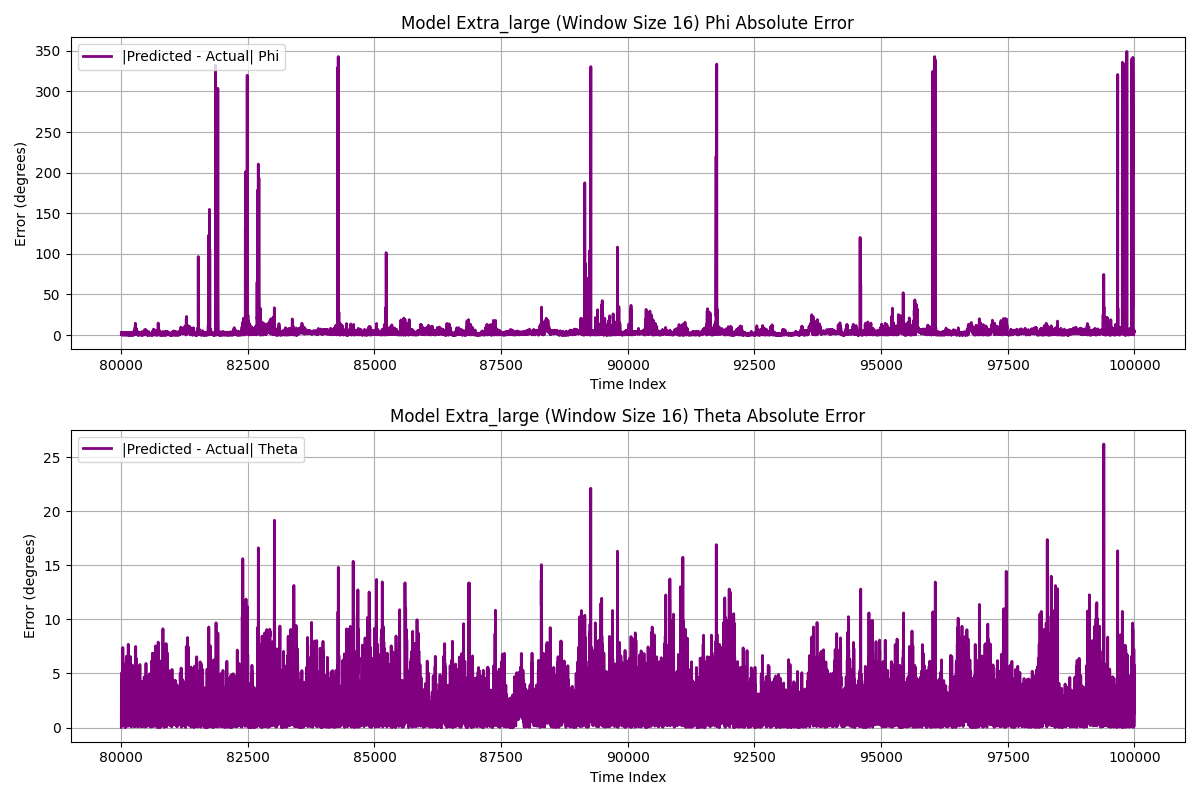 Model Extra_large (Window Size 16) Phi Absolute Error
|Predicted - Actual| Phi
Error (degrees)
350
300
250
200
150
100
50
0
80000 82500 85000 87500 90000 92500 95000 97500 100000
Time Index
Model Extra_large (Window Size 16) Theta Absolute Error
|Predicted - Actual| Theta
Error (degrees)
25
20
15
10
5
0
80000 82500 85000 87500 90000 92500 95000 97500 100000
Time Index